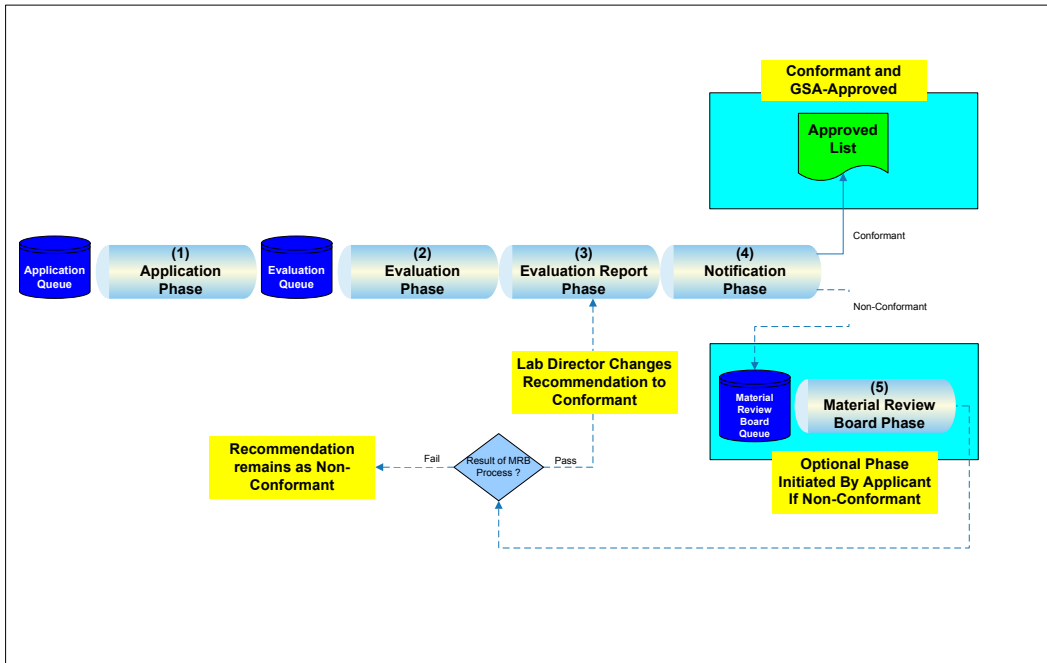 Conformant and
GSA-Approved
Approved
List
Conformant
Application
Queue
(1)
Application
Phase
Evaluation
Queue
(2)
Evaluation
Phase
(3)
Evaluation Report
Phase
(4)
Notification
Phase
Non-Conformant
Lab Director Changes
Recommendation to
Conformant
Material
Review
Board
Queue
(5)
Material Review
Board Phase
Optional Phase
Initiated By Applicant
If Non-Conformant
Recommendation
remains as Non-
Conformant
Fail
Result of MRB
Process ?
Pass